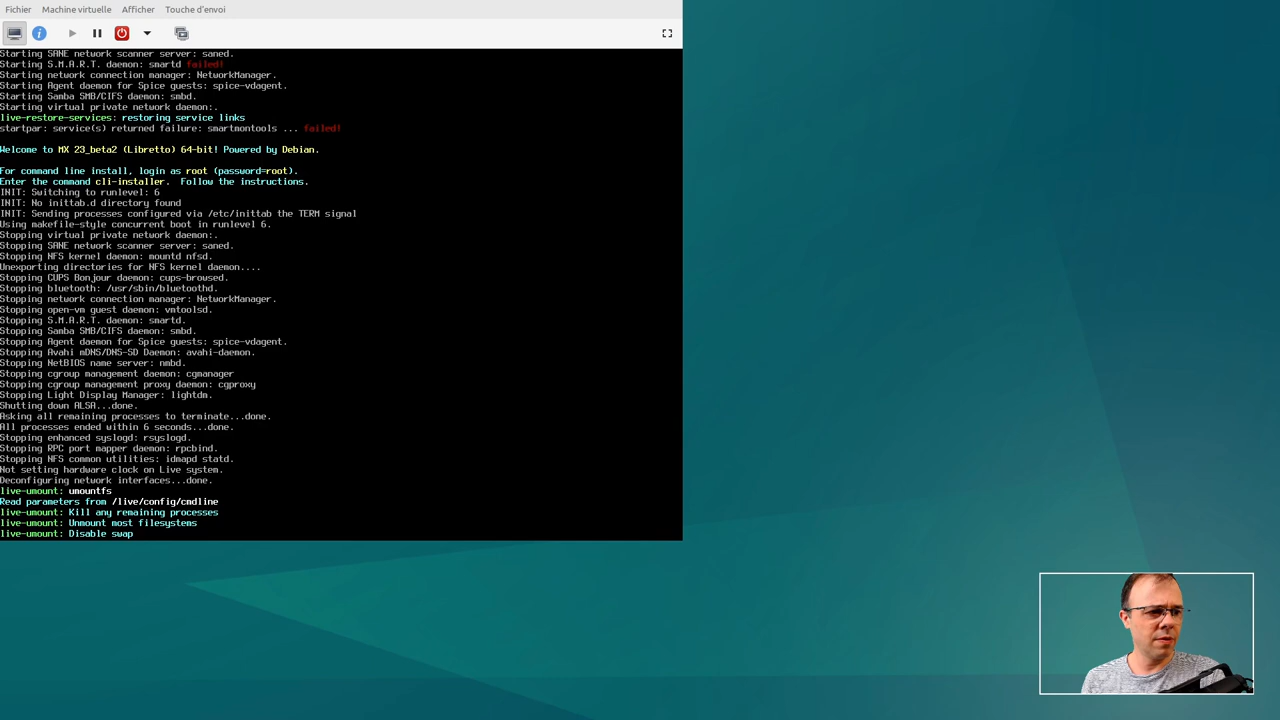 Fichier Machine virtuelle Afficher Touche d'envoi
Starting SANE network scanner server: saned.
Starting S.M.A.R.T. daemon: smartd failed!
Starting network connection manager: NetworkManager.
Starting Agent daemon for Spice guests: spice-vdagent.
Starting Samba SMB/CIFS daemon: smbd.
Starting virtual private network daemon:.
live-restore-services: restoring service links
startpar: service(s) returned failure: smartmontools ... failed!
Welcome to MX 23_beta2 (Libretto) 64-bit! Powered by Debian.
For command line install, login as root (password=root).
Enter the command cli-installer.  Follow the instructions.
INIT: Switching to runlevel: 6
INIT: No inittab.d directory found
INIT: Sending processes configured via /etc/inittab the TERM signal
Using makefile-style concurrent boot in runlevel 6.
Stopping virtual private network daemon:.
Stopping SANE network scanner server: saned.
Stopping NFS kernel daemon: mountd nfsd.
Unexporting directories for NFS kernel daemon....
Stopping CUPS Bonjour daemon: cups-browsed.
Stopping bluetooth: /usr/sbin/bluetoothd.
Stopping network connection manager: NetworkManager.
Stopping open-vm guest daemon: vmtoolsd.
Stopping S.M.A.R.T. daemon: smartd.
Stopping Samba SMB/CIFS daemon: smbd.
Stopping Agent daemon for Spice guests: spice-vdagent.
Stopping Avahi mDNS/DNS-SD Daemon: avahi-daemon.
Stopping NetBIOS name server: nmbd.
Stopping cgroup management daemon: cgmanager
Stopping cgroup management proxy daemon: cgproxy
Stopping Light Display Manager: lightdm.
Shutting down ALSA...done.
Asking all remaining processes to terminate...done.
All processes ended within 6 seconds...done.
Stopping enhanced syslogd: rsyslogd.
Stopping RPC port mapper daemon: rpcbind.
Stopping NFS common utilities: idmapd statd.
Not setting hardware clock on Live system.
Deconfiguring network interfaces...done.
live-umount: umountfs
Read parameters from /live/config/cmdline
live-umount: Kill any remaining processes
live-umount: Unmount most filesystems
live-umount: Disable swap